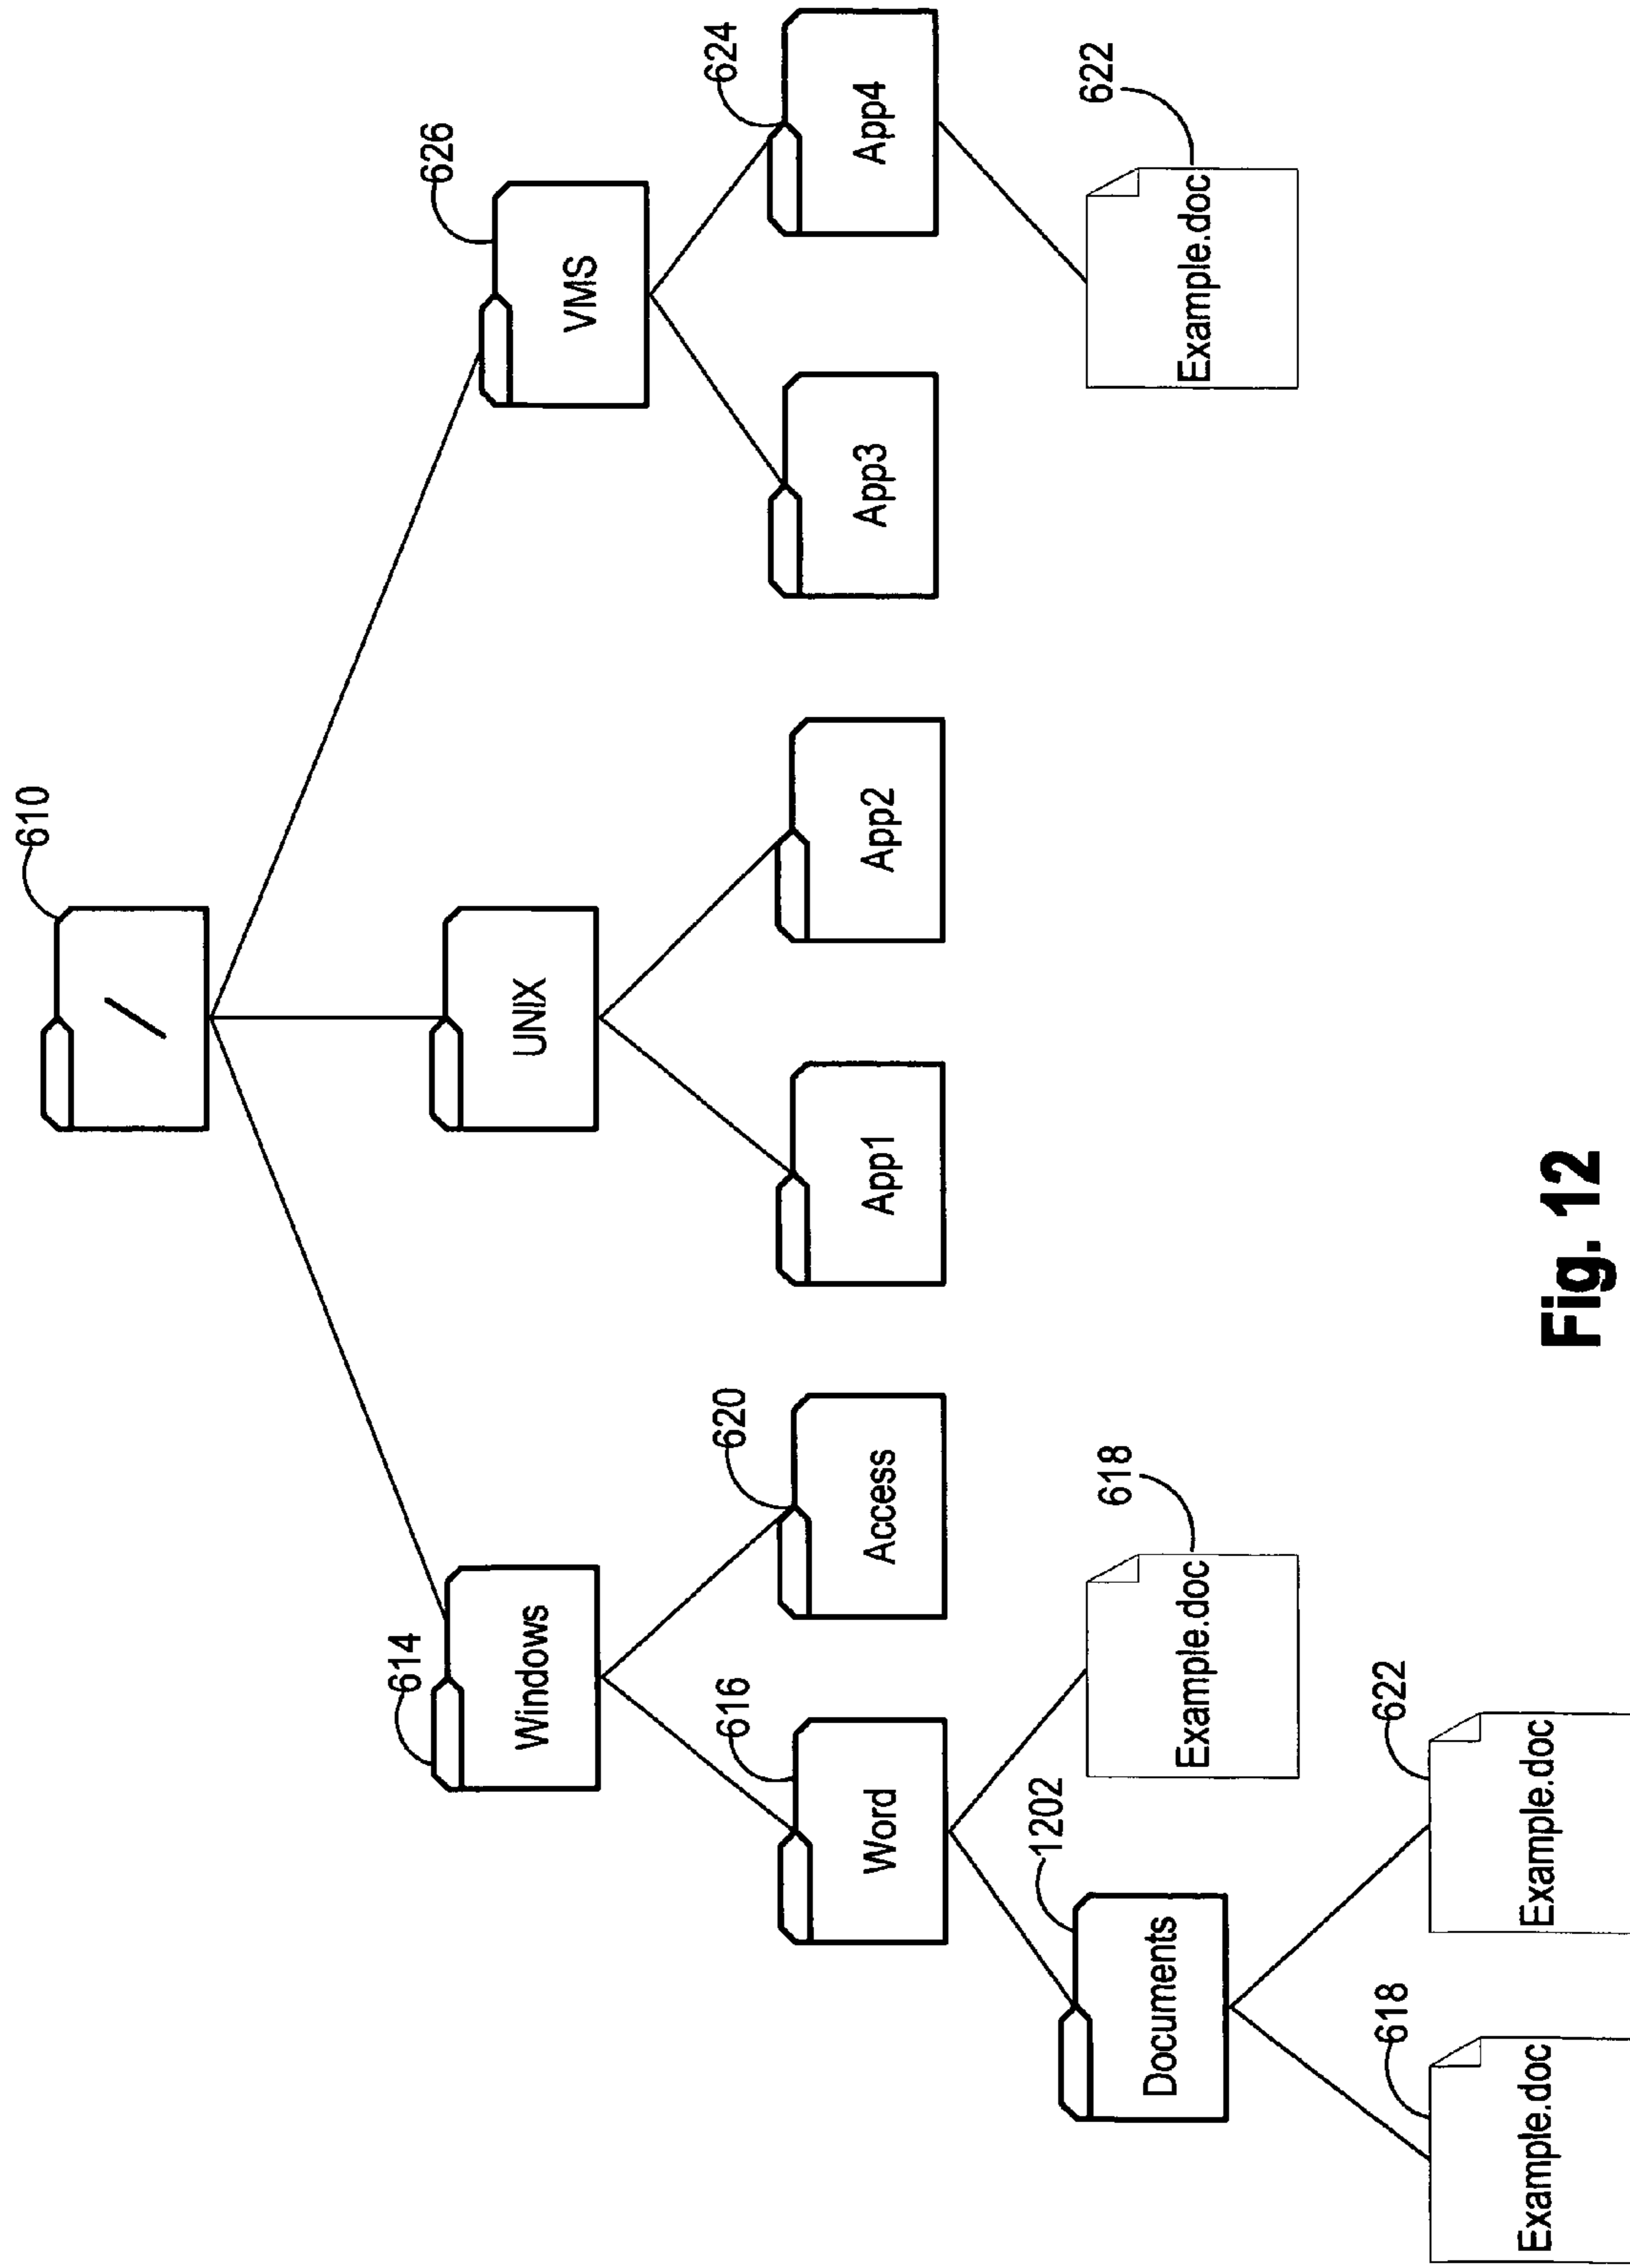 610
/
626
VMS
614
Windows
UNIX
624
App4
App3
App2
App1
620
Access
616
Word
622
Example.doc
618
Example.doc
1202
Documents
622
Example.doc
618
Example.doc
Fig. 12